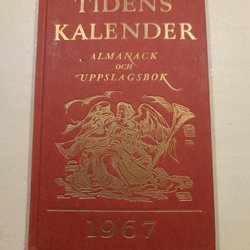 TIDENS
KALENDER
ALMANACK
OCH
UPPSLAGSBOK
1967